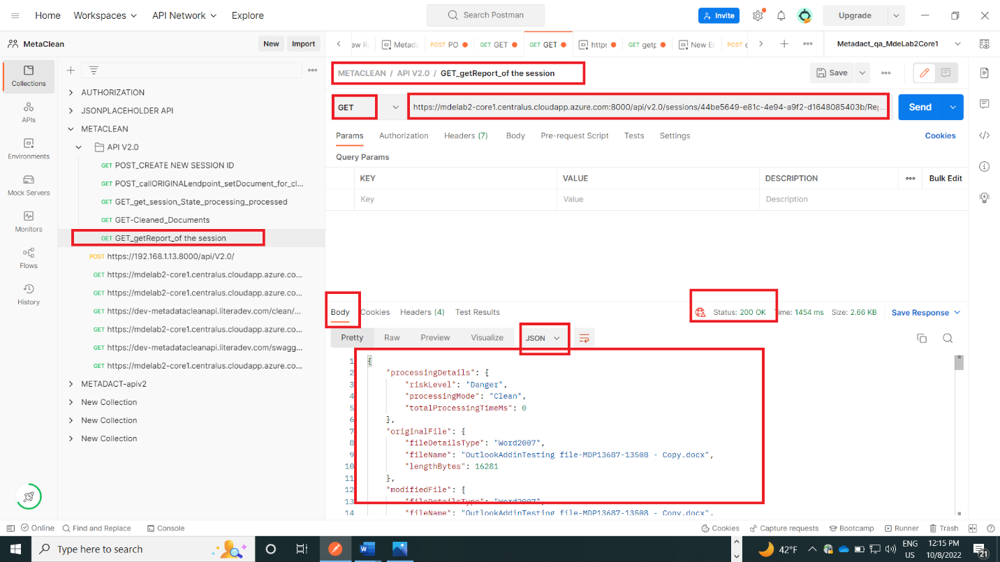 Home Workspaces API Network Explore Search Postman Invite Upgrade
MetaClean New Import
Metada POST PO GET GET GET GET https GET getp New En POST Metadact_qa_MdeLab2Core1
Collections
APIs
Environments
Mock Servers
Monitors
Flows
History
AUTHORIZATION
JSONPLACEHOLDER API
METACLEAN
API V2.0
GET POST_CREATE NEW SESSION ID
GET POST_callORIGINALendpoint_setDocument_for_cl...
GET GET_get_session_State_processing_processed
GET GET-Cleaned_Documents
GET GET_getReport_of the session
POST https://192.168.1.13.8000/api/V2.0/
GET https://mdelab2-core1.centralus.cloudapp.azure.co...
GET https://mdelab2-core1.centralus.cloudapp.azure.co...
GET https://dev-metadatacleanapi.literadev.com/clean/...
GET https://mdelab2-core1.centralus.cloudapp.azure.co...
GET https://dev-metadatacleanapi.literadev.com/swagg...
GET https://mdelab2-core1.centralus.cloudapp.azure.co...
METADACT-apiv2
New Collection
New Collection
New Collection
METACLEAN / API V2.0 / GET_getReport_of the session Save
GET https://mdelab2-core1.centralus.cloudapp.azure.com:8000/api/v2.0/sessions/44be5649-e81c-4e94-a9f2-d1648085403b/Re... Send
Params Authorization Headers (7) Body Pre-request Script Tests Settings Cookies
Query Params
KEY VALUE DESCRIPTION Bulk Edit
Key Value Description
Body Cookies Headers (4) Test Results Status: 200 OK Time: 1454 ms Size: 2.66 KB Save Response
Pretty Raw Preview Visualize JSON
1 {
2 "processingDetails": {
3 "riskLevel": "Danger",
4 "processingMode": "Clean",
5 "totalProcessingTimeMs": 0
6 },
7 "originalFile": {
8 "fileDetailsType": "Word2007",
9 "fileName": "OutlookAddinTesting file-MDP13687-13508 - Copy.docx",
10 "lengthBytes": 16281
11 },
12 "modifiedFile": {
13 "fileDetailsType": "Word2007",
14 "fileName": "OutlookAddinTesting file-MDP13687-13508 - Copy.docx",
Online Find and Replace Console Cookies Capture requests Bootcamp Runner Trash
Type here to search 42°F ENG US 12:15 PM 10/8/2022 21